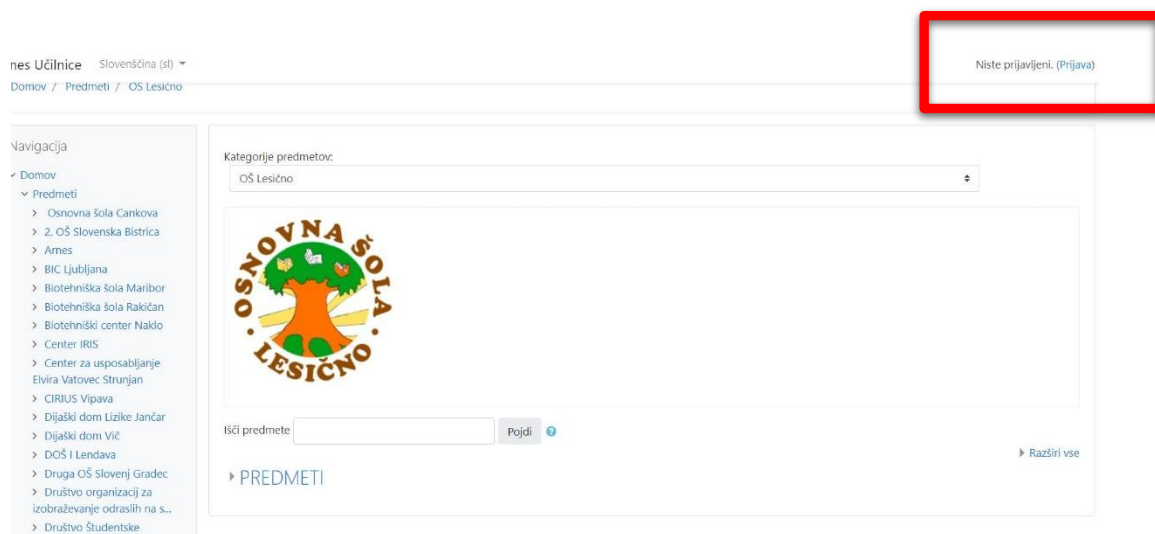 nes Učilnice Slovenščina (sl)
Niste prijavljeni. (Prijava)
Domov / Predmeti / OŠ Lesično
Navigacija
Domov
Predmeti
Osnovna šola Cankova
2. OŠ Slovenska Bistrica
Arnes
BIC Ljubljana
Biotehniška šola Maribor
Biotehniška šola Rakičan
Biotehniški center Naklo
Center IRIS
Center za usposabljanje
Elvira Vatovec Strunjan
CIRIUS Vipava
Dijaški dom Lizike Jančar
Dijaški dom Vič
DOŠ I Lendava
Druga OŠ Slovenj Gradec
Društvo organizacij za
izobraževanje odraslih na s...
Društvo Študentske
Kategorije predmetov:
OŠ Lesično
OSNOVNA ŠOLA
LESIČNO
Išči predmete Pojdi
Razširi vse
PREDMETI